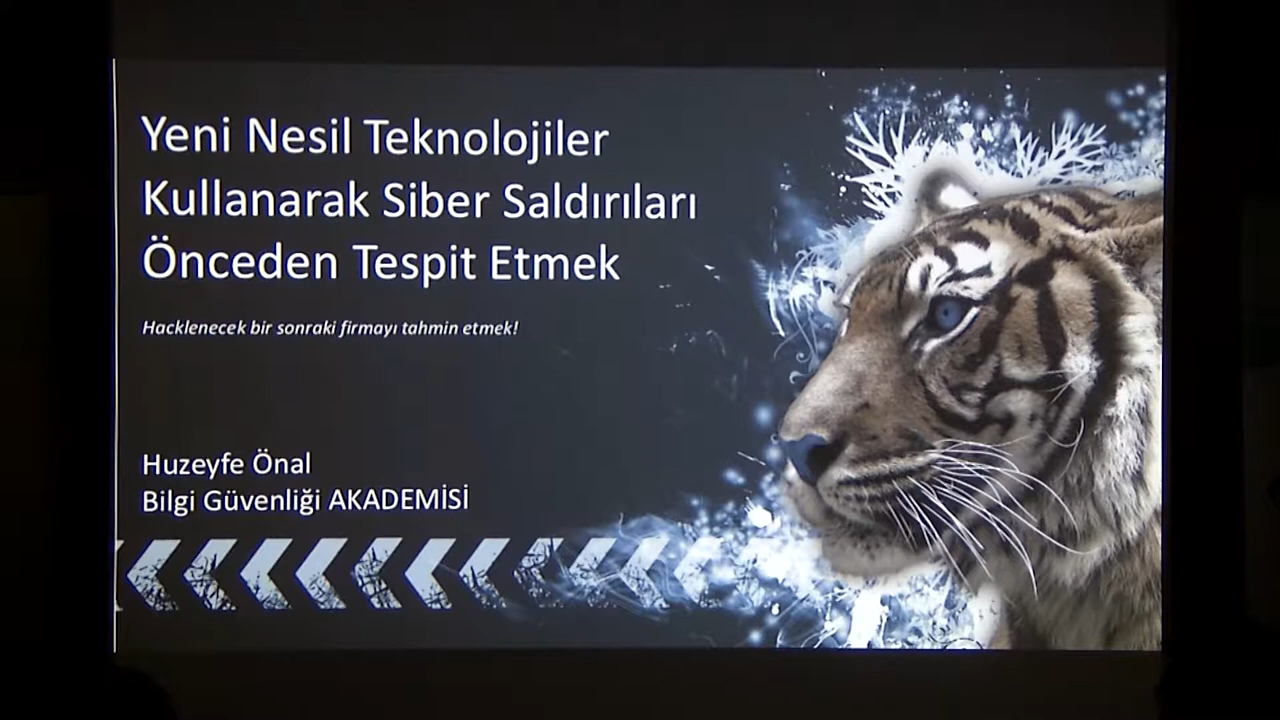 Yeni Nesil Teknolojiler
Kullanarak Siber Saldırıları
Önceden Tespit Etmek
Hacklenecek bir sonraki firmayı tahmin etmek!
Huzeyfe Önal
Bilgi Güvenliği AKADEMİSİ